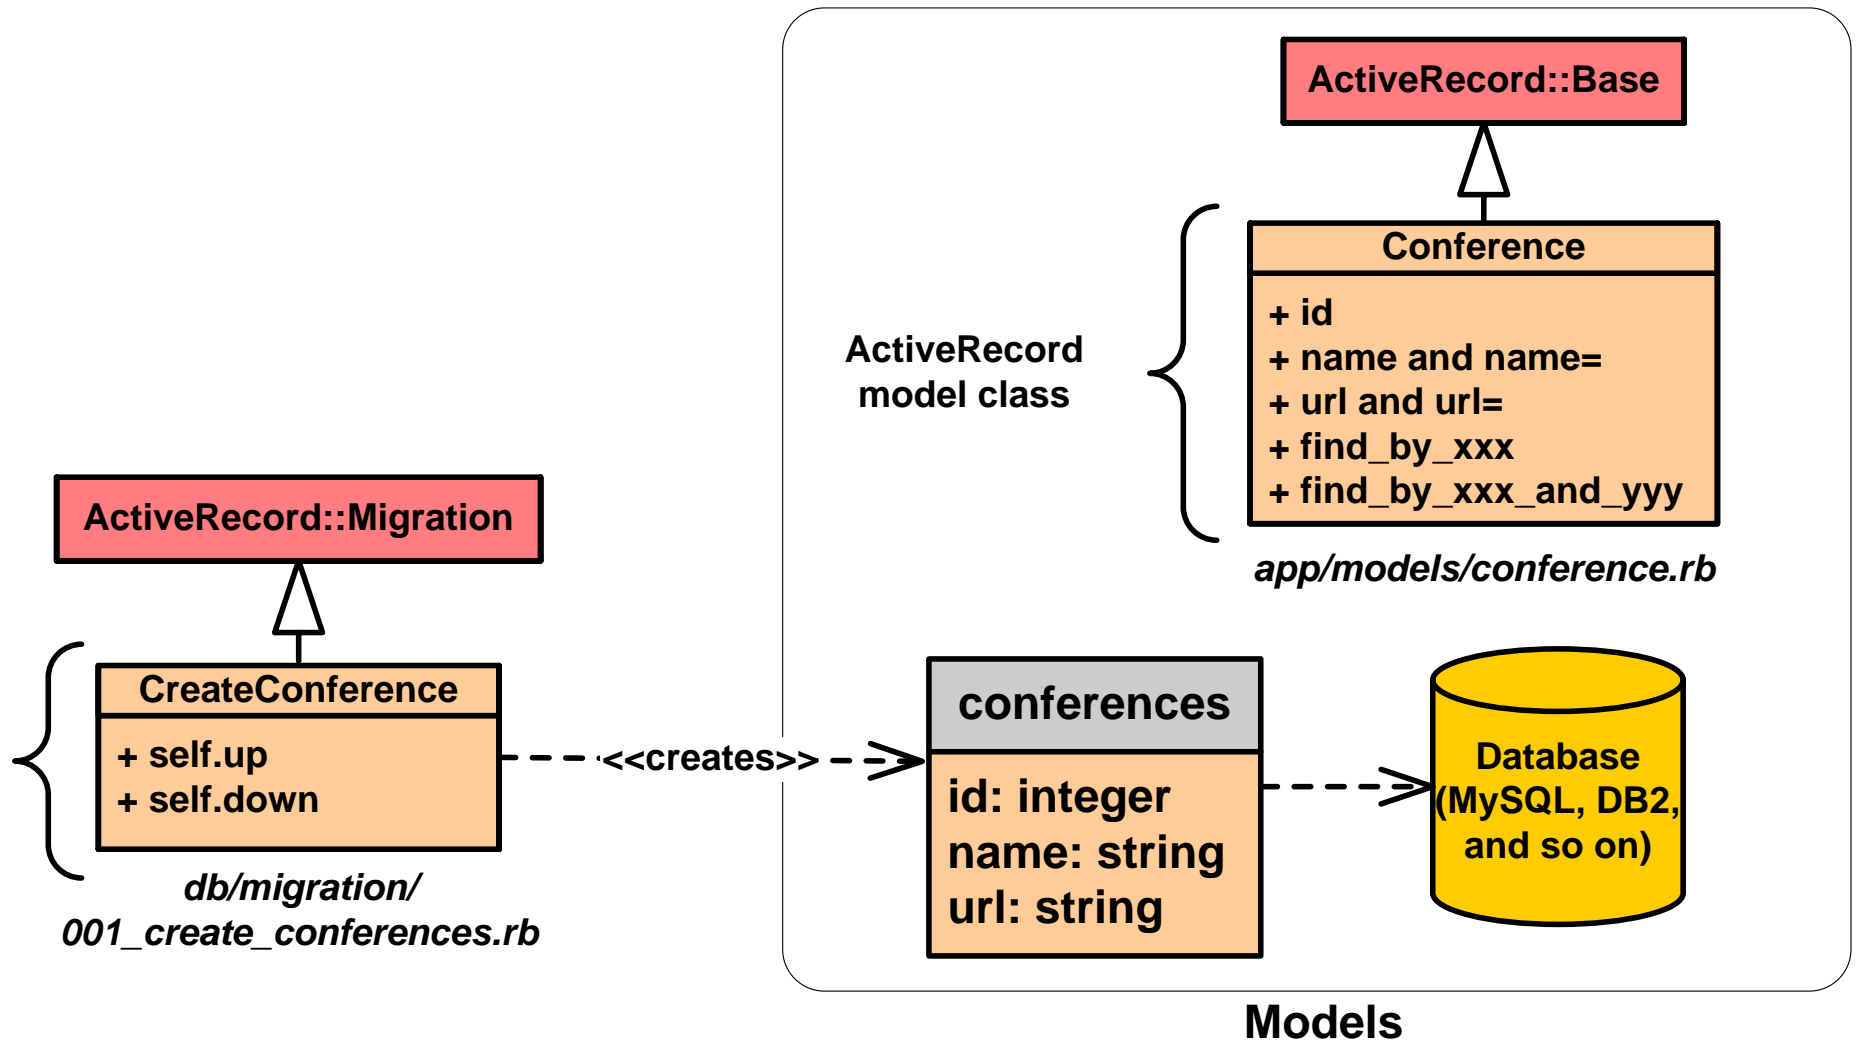 ActiveRecord::Base
Conference
+ id
+ name and name=
+ url and url=
+ find_by_xxx
+ find_by_xxx_and_yyy
ActiveRecord
model class
app/models/conference.rb
ActiveRecord::Migration
CreateConference
+ self.up
+ self.down
db/migration/
001_create_conferences.rb
<<creates>>
conferences
id: integer
name: string
url: string
Database
(MySQL, DB2,
and so on)
Models